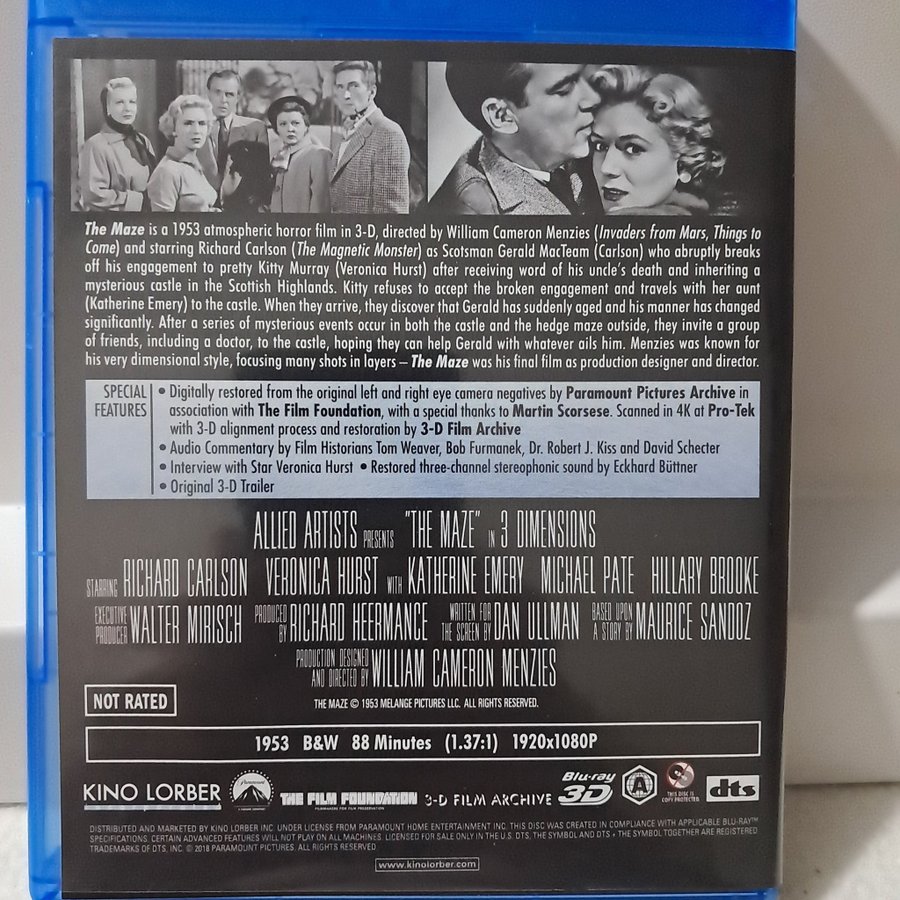 The Maze is a 1953 atmospheric horror film in 3-D, directed by William Cameron Menzies (Invaders from Mars, Things to
Come) and starring Richard Carlson (The Magnetic Monster) as Scotsman Gerald MacTeam (Carlson) who abruptly breaks
off his engagement to pretty Kitty Murray (Veronica Hurst) after receiving word of his uncle's death and inheriting a
mysterious castle in the Scottish Highlands. Kitty refuses to accept the broken engagement and travels with her aunt
(Katherine Emery) to the castle. When they arrive, they discover that Gerald has suddenly aged and his manner has changed
significantly. After a series of mysterious events occur in both the castle and the hedge maze outside, they invite a group
of friends, including a doctor, to the castle, hoping they can help Gerald with whatever ails him. Menzies was known for
his very dimensional style, focusing many shots in layers – The Maze was his final film as production designer and director.
SPECIAL FEATURES
• Digitally restored from the original left and right eye camera negatives by Paramount Pictures Archive in
association with The Film Foundation, with a special thanks to Martin Scorsese. Scanned in 4K at Pro-Tek
with 3-D alignment process and restoration by 3-D Film Archive
• Audio Commentary by Film Historians Tom Weaver, Bob Furmanek, Dr. Robert J. Kiss and David Schecter
• Interview with Star Veronica Hurst • Restored three-channel stereophonic sound by Eckhard Büttner
• Original 3-D Trailer
ALLIED ARTISTS PRESENTS "THE MAZE" IN 3 DIMENSIONS
STARRING RICHARD CARLSON VERONICA HURST WITH KATHERINE EMERY MICHAEL PATE HILLARY BROOKE
EXECUTIVE PRODUCER WALTER MIRISCH PRODUCED BY RICHARD HEERMANCE WRITTEN FOR THE SCREEN BY DAN ULLMAN BASED UPON A STORY BY MAURICE SANDOZ
PRODUCTION DESIGNED AND DIRECTED BY WILLIAM CAMERON MENZIES
NOT RATED
THE MAZE © 1953 MELANGE PICTURES LLC. ALL RIGHTS RESERVED.
1953 B&W 88 Minutes (1.37:1) 1920x1080P
KINO LORBER
Paramount
THE FILM FOUNDATION
FILMMAKERS FOR FILM PRESERVATION
3-D FILM ARCHIVE
Blu-ray 3D
A
THIS DISC IS COPY PROTECTED
dts
DISTRIBUTED AND MARKETED BY KINO LORBER INC. UNDER LICENSE FROM PARAMOUNT HOME ENTERTAINMENT INC. THIS DISC WAS CREATED IN COMPLIANCE WITH APPLICABLE BLU-RAY™
SPECIFICATIONS. CERTAIN ADVANCED FEATURES WILL NOT PLAY ON ALL MACHINES. LICENSED FOR SALE ONLY IN THE U.S. DTS, THE SYMBOL AND DTS + THE SYMBOL TOGETHER ARE REGISTERED
TRADEMARKS OF DTS, INC. © 2018 PARAMOUNT PICTURES. ALL RIGHTS RESERVED
www.kinolorber.com